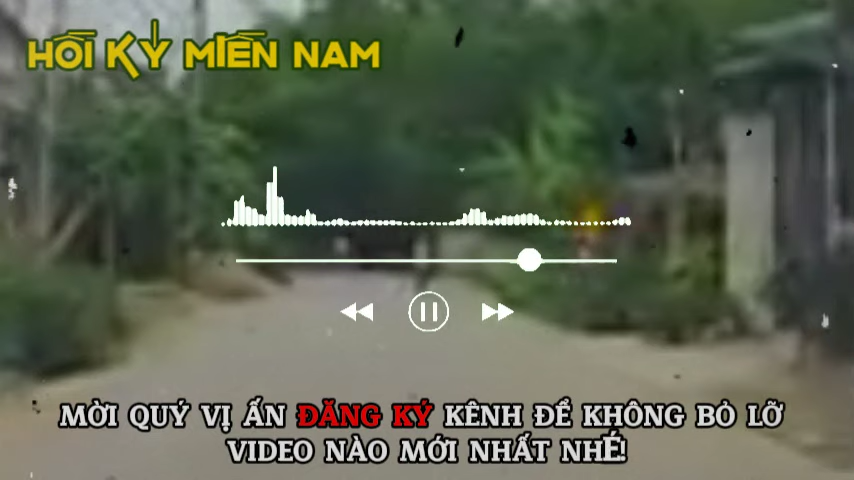 HỒI KÝ MIỀN NAM
MỜI QUÝ VỊ ẤN ĐĂNG KÝ KÊNH ĐỂ KHÔNG BỎ LỠ
VIDEO NÀO MỚI NHẤT NHÉ!